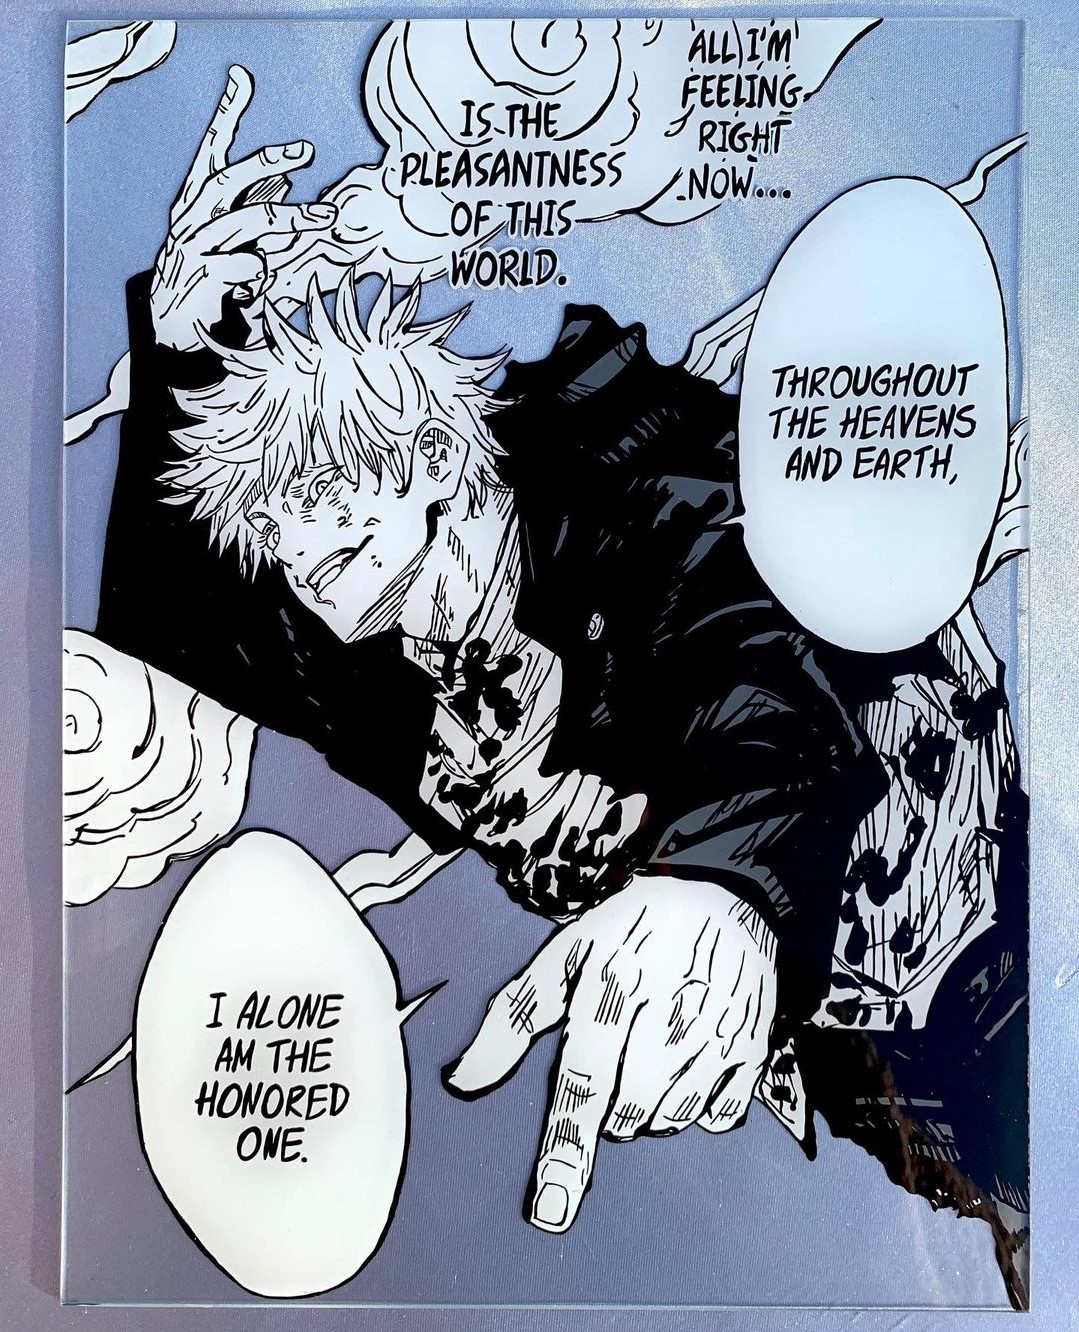 ALL I'M
FEELING
RIGHT
NOW...
IS THE
PLEASANTNESS
OF THIS
WORLD.
THROUGHOUT
THE HEAVENS
AND EARTH,
I ALONE
AM THE
HONORED
ONE.